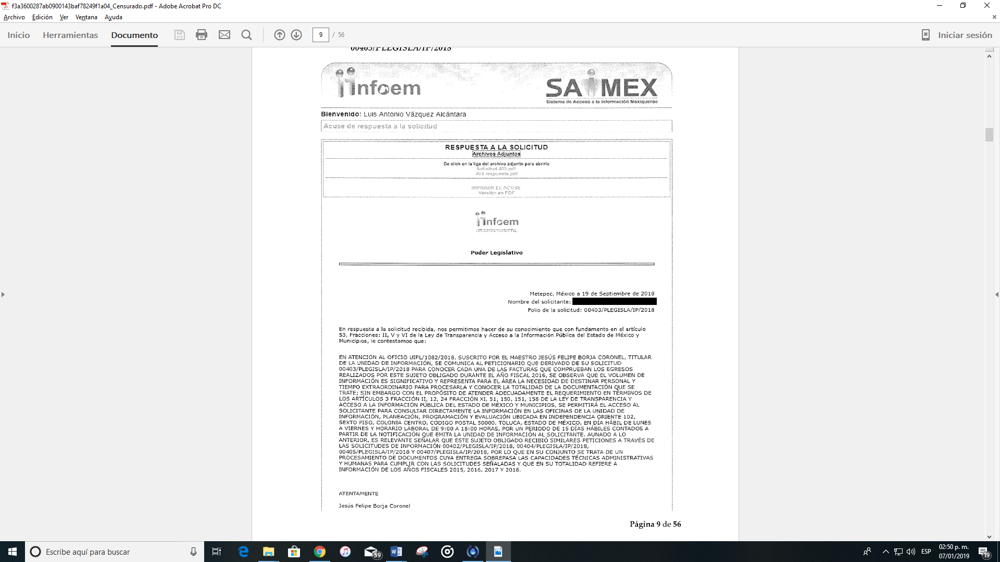 f3a3600287ab0900143baf78249f1a04_Censurado.pdf - Adobe Acrobat Pro DC
Archivo Edición Ver Ventana Ayuda
Inicio Herramientas Documento 9 / 56 Iniciar sesión
00403/PLEGISLA/IP/2018
infoem SAIMEX
Sistema de Acceso a la Información Mexiquense
Bienvenido: Luis Antonio Vázquez Alcántara
Acuse de respuesta a la solicitud
RESPUESTA A LA SOLICITUD
Archivos Adjuntos
De click en la liga del archivo adjunto para abrirlo
Solicitud 403.pdf
403 respuesta.pdf
IMPRIMIR EL ACUSE
Versión en PDF
infoem
Poder Legislativo
Metepec, México a 19 de Septiembre de 2018
Nombre del solicitante:
Folio de la solicitud: 00403/PLEGISLA/IP/2018
En respuesta a la solicitud recibida, nos permitimos hacer de su conocimiento que con fundamento en el artículo
53, Fracciones: II, V y VI de la Ley de Transparencia y Acceso a la Información Pública del Estado de México y
Municipios, le contestamos que:
EN ATENCIÓN AL OFICIO UIPL/1082/2018, SUSCRITO POR EL MAESTRO JESÚS FELIPE BORJA CORONEL, TITULAR
DE LA UNIDAD DE INFORMACIÓN, SE COMUNICA AL PETICIONARIO QUE DERIVADO DE SU SOLICITUD
00403/PLEGISLA/IP/2018 PARA CONOCER CADA UNA DE LAS FACTURAS QUE COMPRUEBAN LOS EGRESOS
REALIZADOS POR ESTE SUJETO OBLIGADO DURANTE EL AÑO FISCAL 2016, SE OBSERVA QUE EL VOLUMEN DE
INFORMACIÓN ES SIGNIFICATIVO Y REPRESENTA PARA EL ÁREA LA NECESIDAD DE DESTINAR PERSONAL Y
TIEMPO EXTRAORDINARIO PARA PROCESARLA Y CONOCER LA TOTALIDAD DE LA DOCUMENTACIÓN QUE SE
TRATE; SIN EMBARGO CON EL PROPÓSITO DE ATENDER ADECUADAMENTE EL REQUERIMIENTO EN TÉRMINOS DE
LOS ARTÍCULOS 3 FRACCIÓN II, 12, 24 FRACCIÓN XI, 51, 150, 151, 158 DE LA LEY DE TRANSPARENCIA Y
ACCESO A LA INFORMACIÓN PÚBLICA DEL ESTADO DE MÉXICO Y MUNICIPIOS, SE PERMITIRÁ EL ACCESO AL
SOLICITANTE PARA CONSULTAR DIRECTAMENTE LA INFORMACIÓN EN LAS OFICINAS DE LA UNIDAD DE
INFORMACIÓN, PLANEACIÓN, PROGRAMACIÓN Y EVALUACIÓN UBICADA EN INDEPENDENCIA ORIENTE 102,
SEXTO PISO, COLONIA CENTRO, CÓDIGO POSTAL 50000, TOLUCA, ESTADO DE MÉXICO, EN DÍA HÁBIL DE LUNES
A VIERNES Y HORARIO LABORAL DE 9:00 A 18:00 HORAS, POR UN PERIODO DE 15 DÍAS HÁBILES CONTADOS A
PARTIR DE LA NOTIFICACIÓN QUE EMITA LA UNIDAD DE INFORMACIÓN AL SOLICITANTE. AUNADO A LO
ANTERIOR, ES RELEVANTE SEÑALAR QUE ESTE SUJETO OBLIGADO RECIBIÓ SIMILARES PETICIONES A TRAVÉS DE
LAS SOLICITUDES DE INFORMACIÓN 00402/PLEGISLA/IP/2018, 00404/PLEGISLA/IP/2018,
00405/PLEGISLA/IP/2018 Y 00407/PLEGISLA/IP/2018, POR LO QUE EN SU CONJUNTO SE TRATA DE UN
PROCESAMIENTO DE DOCUMENTOS CUYA ENTREGA SOBREPASA LAS CAPACIDADES TÉCNICAS ADMINISTRATIVAS
Y HUMANAS PARA CUMPLIR CON LAS SOLICITUDES SEÑALADAS Y QUE EN SU TOTALIDAD REFIERE A
INFORMACIÓN DE LOS AÑOS FISCALES 2015, 2016, 2017 Y 2018.
ATENTAMENTE
Jesús Felipe Borja Coronel
Página 9 de 56
Escribe aquí para buscar 59 ESP 02:50 p. m.
07/01/2019 19